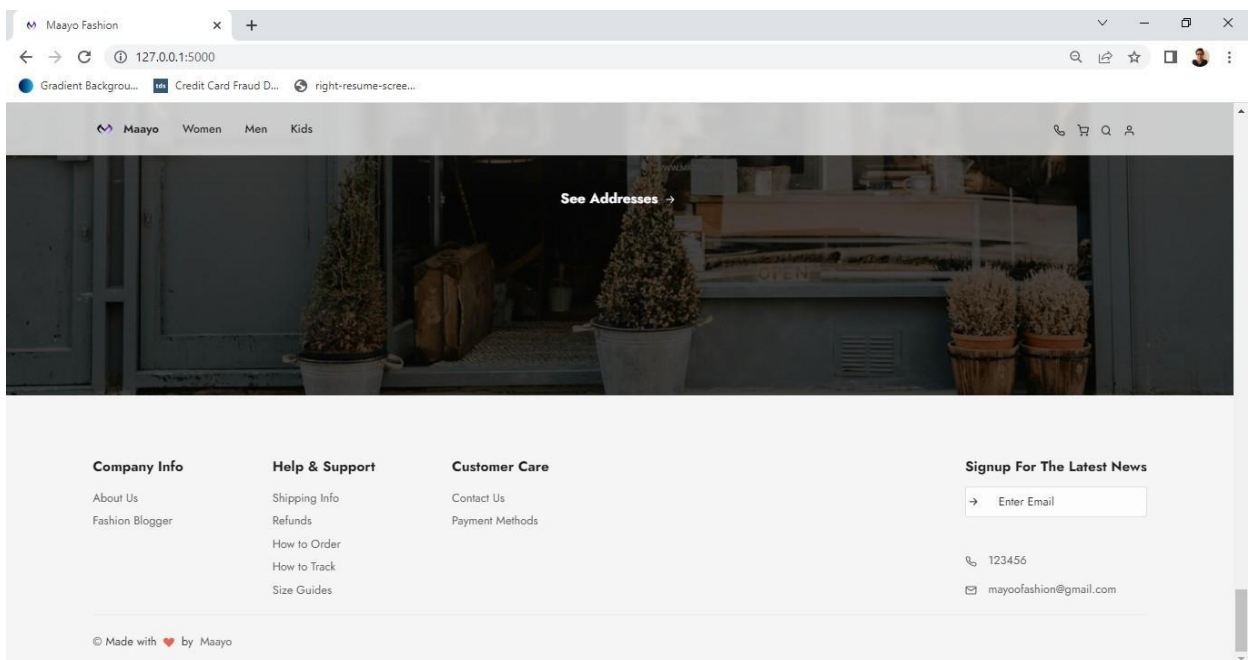 Maayo Fashion
127.0.0.1:5000
Gradient Backgrou...
tds Credit Card Fraud D...
right-resume-scree...
Maayo Women Men Kids
See Addresses →
OPEN
Company Info
About Us
Fashion Blogger
Help & Support
Shipping Info
Refunds
How to Order
How to Track
Size Guides
Customer Care
Contact Us
Payment Methods
Signup For The Latest News
→ Enter Email
123456
mayoofashion@gmail.com
© Made with ❤ by Maayo